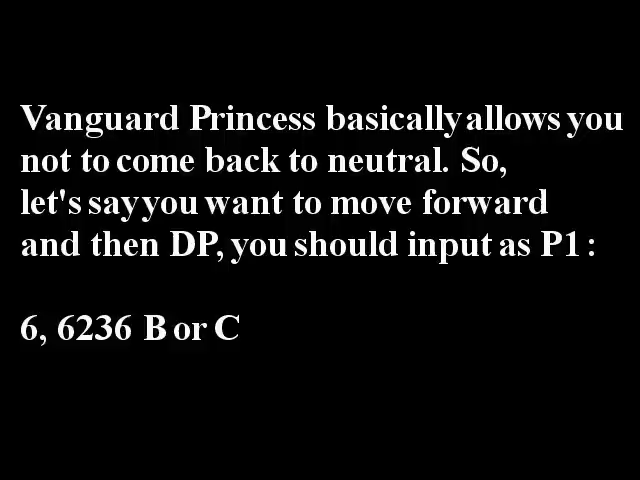 Vanguard Princess basically allows you
not to come back to neutral. So,
let's say you want to move forward
and then DP, you should input as P1 :
6, 6236 B or C